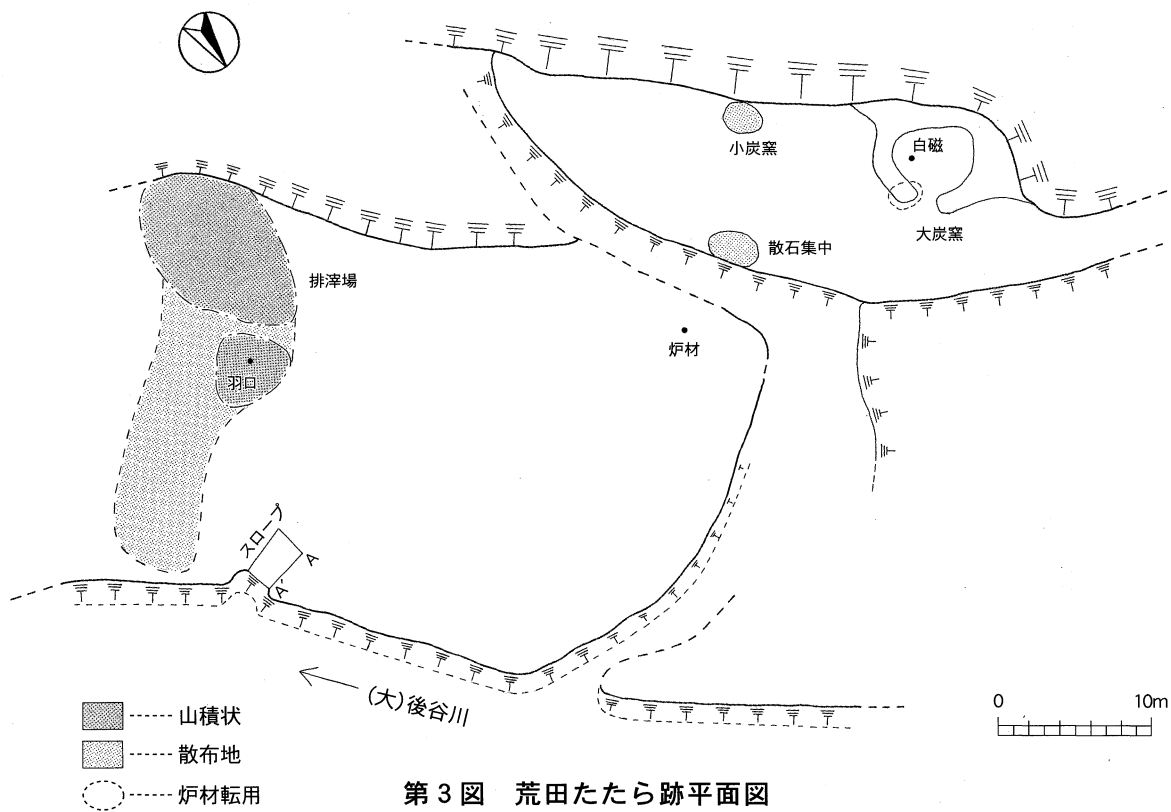 小炭窯
白磁
大炭窯
散石集中
排滓場
炉材
羽口
スロープ
A
A'
(大)後谷川
山積状
散布地
炉材転用
0 10m
第3図 荒田たたら跡平面図